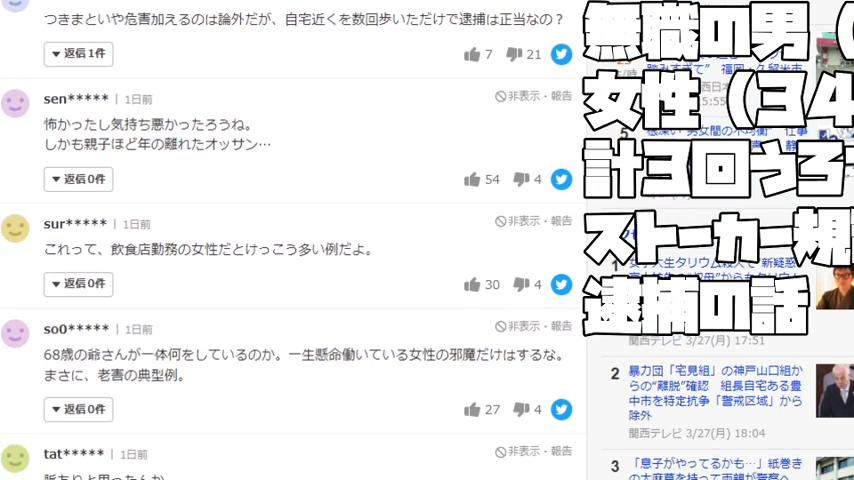 つきまといや危害加えるのは論外だが、自宅近くを数回歩いただけで逮捕は正当なの？
▼返信1件
7
21
sen***** | 1日前
非表示・報告
怖かったし気持ち悪かったろうね。
しかも親子ほど年の離れたオッサン…
▼返信0件
54
4
sur***** | 1日前
非表示・報告
これって、飲食店勤務の女性だとけっこう多い例だよ。
▼返信0件
30
4
so0***** | 1日前
非表示・報告
68歳の爺さんが一体何をしているのか。一生懸命働いている女性の邪魔だけはするな。
まさに、老害の典型例。
▼返信0件
27
4
tat***** | 1日前
非表示・報告
無職の男（
女性（34
計3回うろ
ストーカー規
逮捕の話
関西テレビ 3/27(月) 17:51
2
暴力団「宅見組」の神戸山口組か
らの“離脱”確認 組長自宅ある豊
中市を特定抗争「警戒区域」から
除外
関西テレビ 3/27(月) 18:04
3
「息子がやってるかも…」紙巻き
の大麻草を持って両親が警察へ